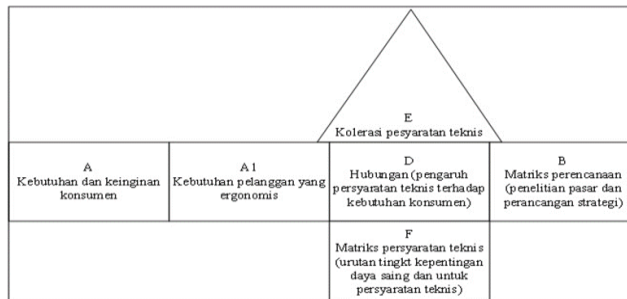 E
Kolerasi pesyaratan teknis
A
Kebutuhan dan keinginan
konsumen
A1
Kebutuhan pelanggan yang
ergonomis
D
Hubungan (pengaruh
persyaratan teknis terhadap
kebutuhan konsumen)
B
Matriks perencanaan
(penelitian pasar dan
perancangan strategi)
F
Matriks persyaratan teknis
(urutan tingkt kepentingan
daya saing dan untuk
persyaratan teknis)